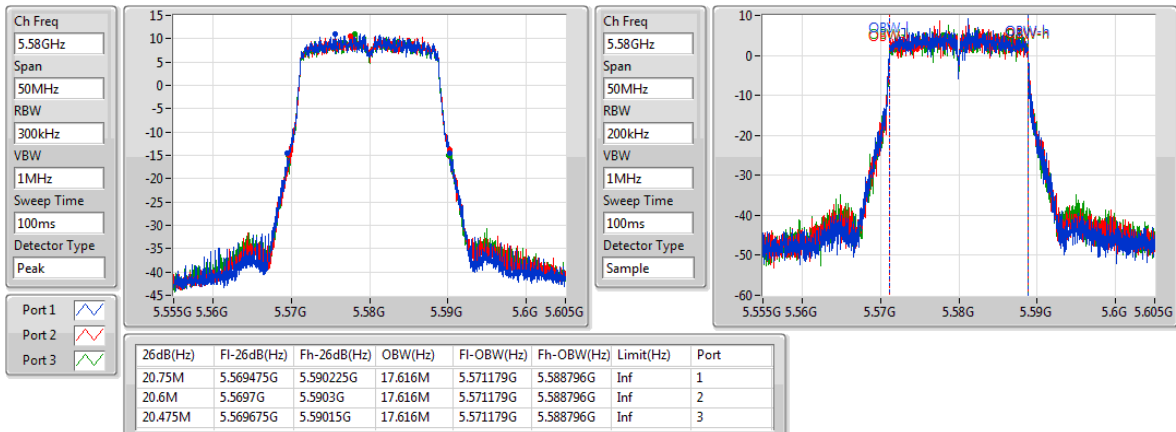 Ch Freq
5.58GHz
Span
50MHz
RBW
300kHz
VBW
1MHz
Sweep Time
100ms
Detector Type
Peak
Port 1
Port 2
Port 3
15
10
5
0
-5
-10
-15
-20
-25
-30
-35
-40
-45
5.555G 5.56G 5.57G 5.58G 5.59G 5.6G 5.605G
Ch Freq
5.58GHz
Span
50MHz
RBW
200kHz
VBW
1MHz
Sweep Time
100ms
Detector Type
Sample
10
0
-10
-20
-30
-40
-50
-60
OBW-l OBW-h
5.555G 5.56G 5.57G 5.58G 5.59G 5.6G 5.605G
26dB(Hz) Fl-26dB(Hz) Fh-26dB(Hz) OBW(Hz) Fl-OBW(Hz) Fh-OBW(Hz) Limit(Hz) Port
20.75M 5.569475G 5.590225G 17.616M 5.571179G 5.588796G Inf 1
20.6M 5.5697G 5.5903G 17.616M 5.571179G 5.588796G Inf 2
20.475M 5.569675G 5.59015G 17.616M 5.571179G 5.588796G Inf 3